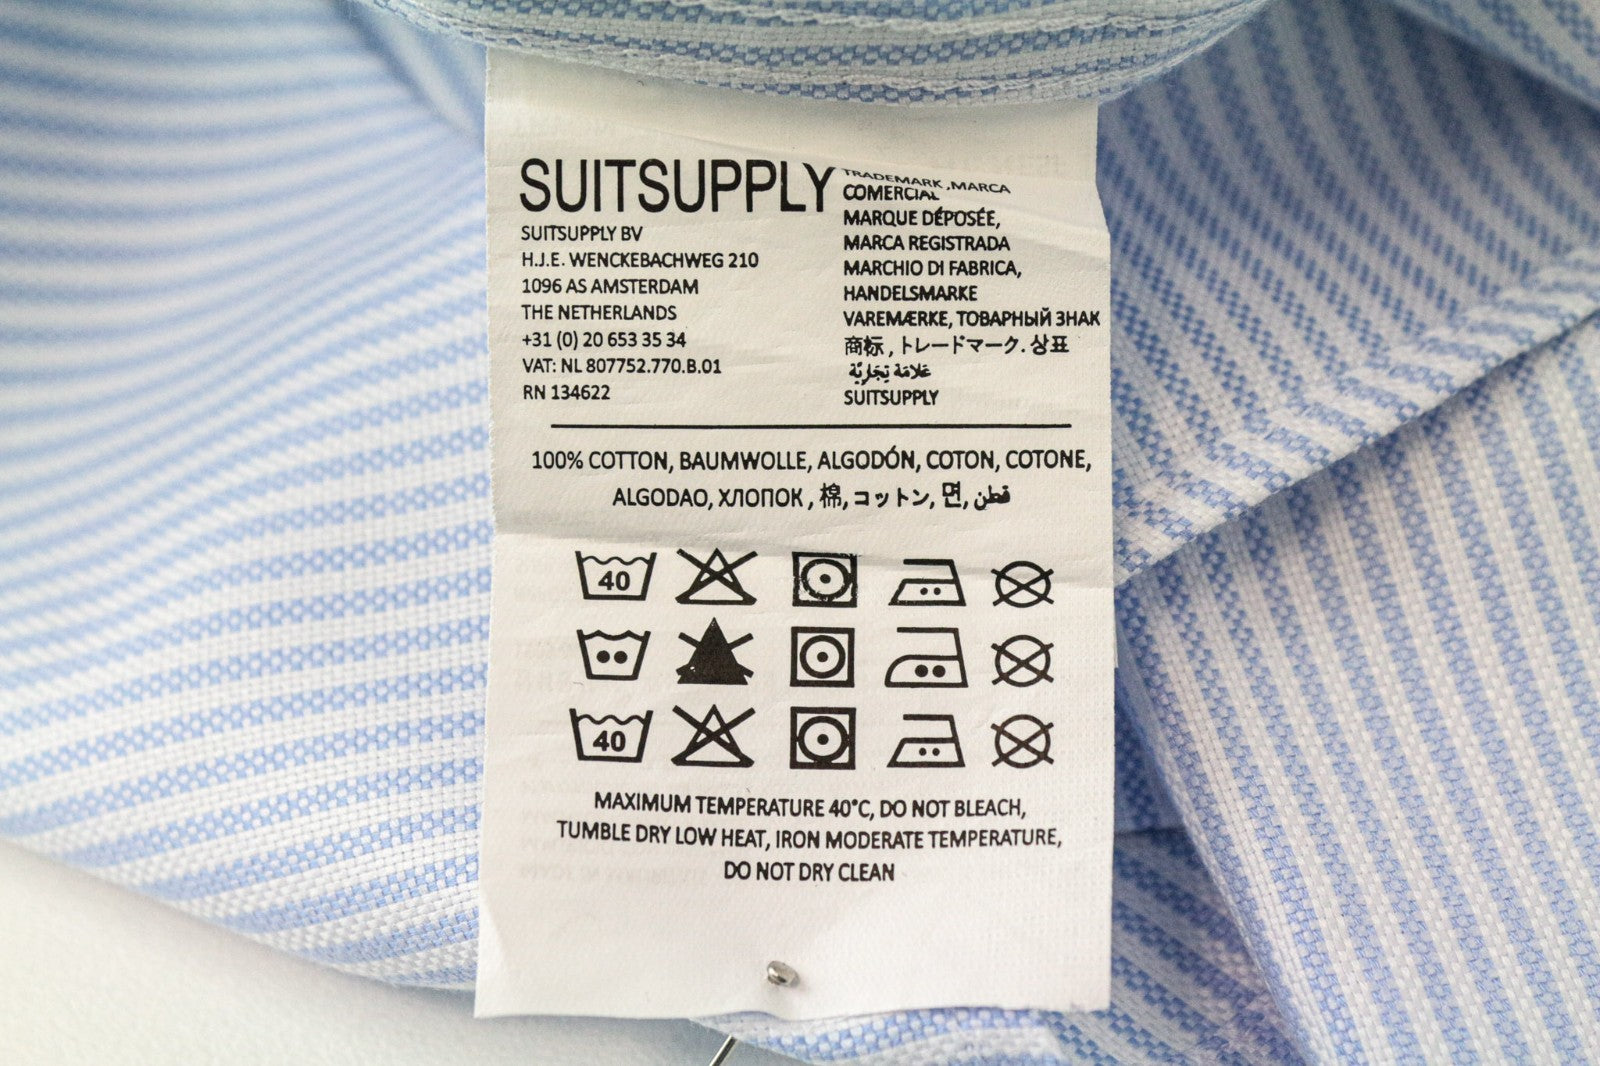 SUITSUPPLY
SUITSUPPLY BV
H.J.E. WENCKEBACHWEG 210
1096 AS AMSTERDAM
THE NETHERLANDS
+31 (0) 20 653 35 34
VAT: NL 807752.770.B.01
RN 134622
TRADEMARK ,MARCA
COMERCIAL
MARQUE DÉPOSÉE,
MARCA REGISTRADA
MARCHIO DI FABRICA,
HANDELSMARKE
VAREMÆRKE, ТОВАРНЫЙ ЗНАК
商标 , トレードマーク. 상표
عَلامَة تِجَارِيَّة
SUITSUPPLY
100% COTTON, BAUMWOLLE, ALGODÓN, COTON, COTONE,
ALGODAO, ХЛОПОК , 棉, コットン, 면, قطن
40
40
MAXIMUM TEMPERATURE 40°C, DO NOT BLEACH,
TUMBLE DRY LOW HEAT, IRON MODERATE TEMPERATURE,
DO NOT DRY CLEAN